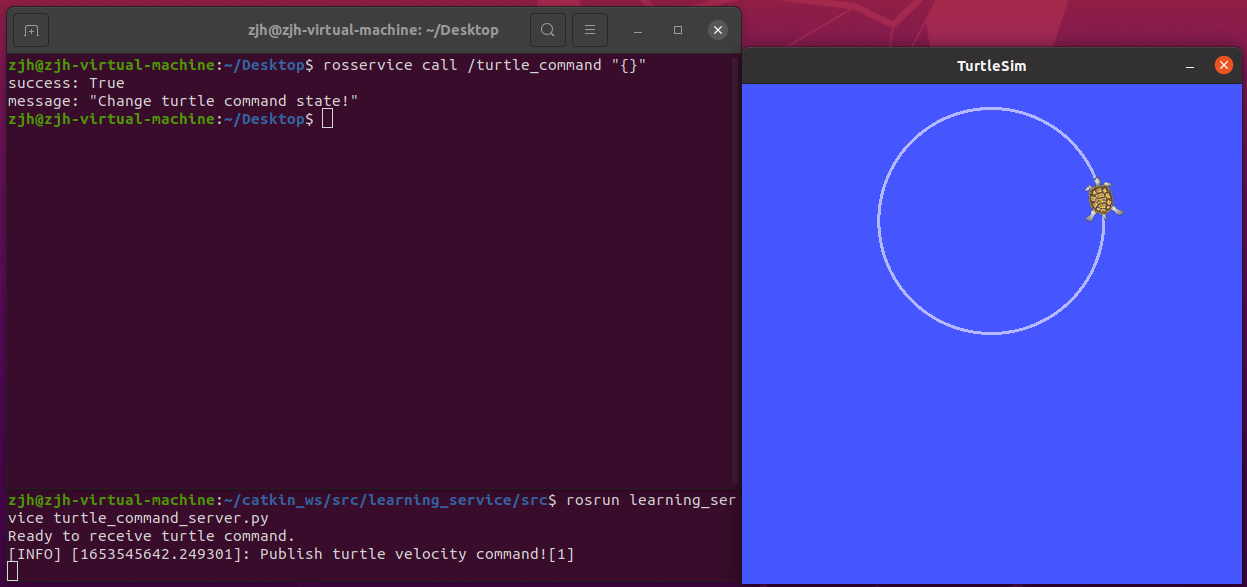 zjh@zjh-virtual-machine: ~/Desktop
zjh@zjh-virtual-machine:~/Desktop$ rosservice call /turtle_command "{}"
success: True
message: "Change turtle command state!"
zjh@zjh-virtual-machine:~/Desktop$
zjh@zjh-virtual-machine:~/catkin_ws/src/learning_service/src$ rosrun learning_ser
vice turtle_command_server.py
Ready to receive turtle command.
[INFO] [1653545642.249301]: Publish turtle velocity command![1]
TurtleSim